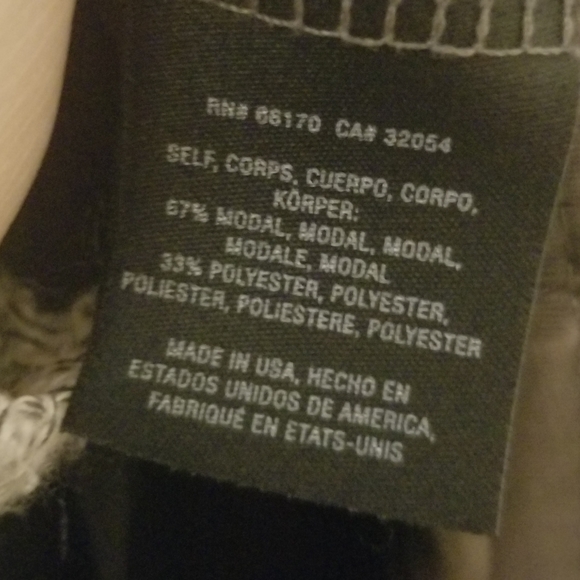 RN# 68170 CA# 32054
SELF, CORPS, CUERPO, CORPO,
KÖRPER:
67% MODAL, MODAL, MODAL,
MODALE, MODAL
33% POLYESTER, POLYESTER,
POLIESTER, POLIESTERE, POLYESTER
MADE IN USA, HECHO EN
ESTADOS UNIDOS DE AMERICA,
FABRIQUÉ EN ETATS-UNIS